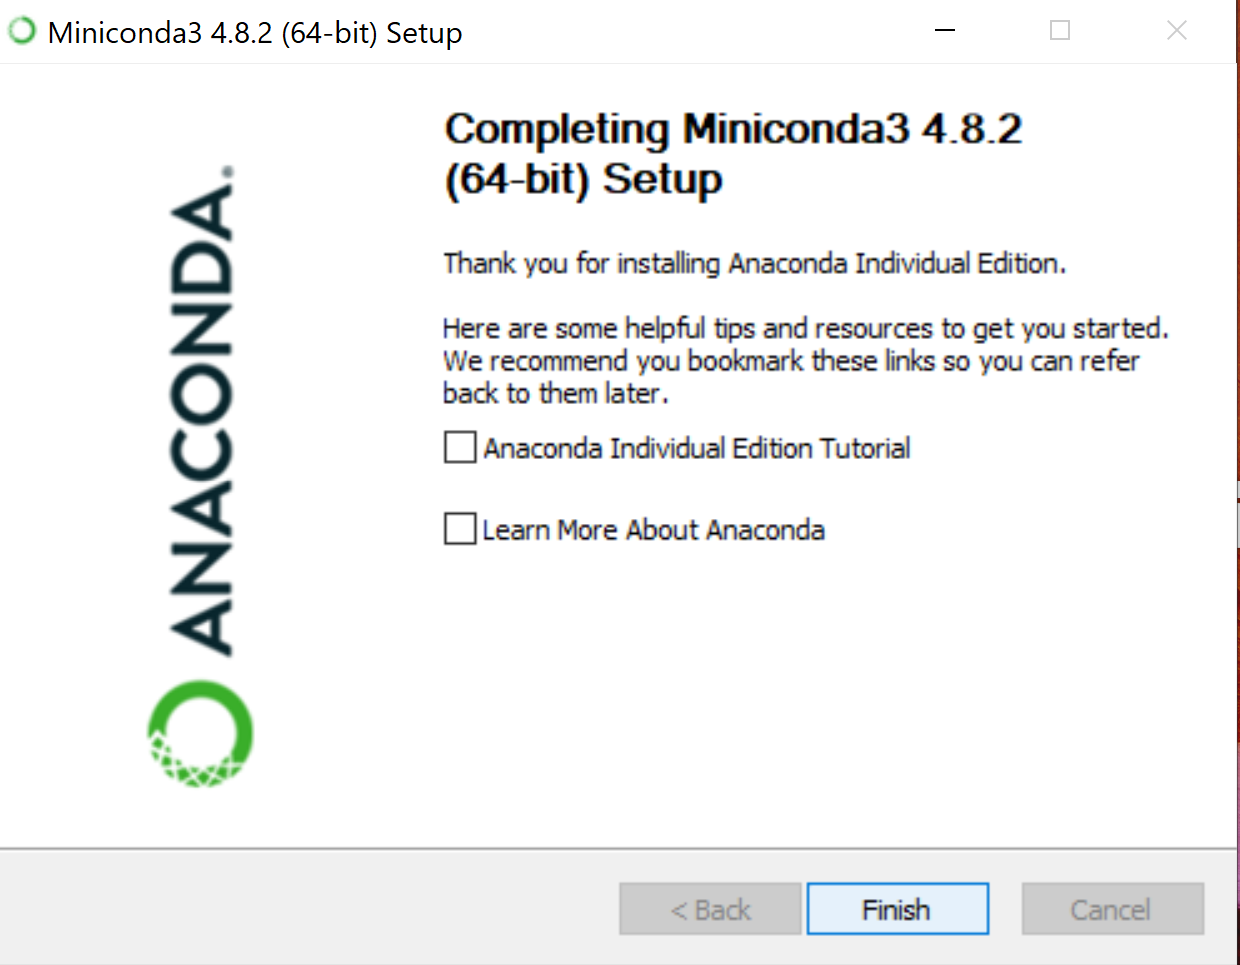 Miniconda3 4.8.2 (64-bit) Setup
ANACONDA.
Completing Miniconda3 4.8.2
(64-bit) Setup
Thank you for installing Anaconda Individual Edition.
Here are some helpful tips and resources to get you started.
We recommend you bookmark these links so you can refer
back to them later.
Anaconda Individual Edition Tutorial
Learn More About Anaconda
< Back
Finish
Cancel